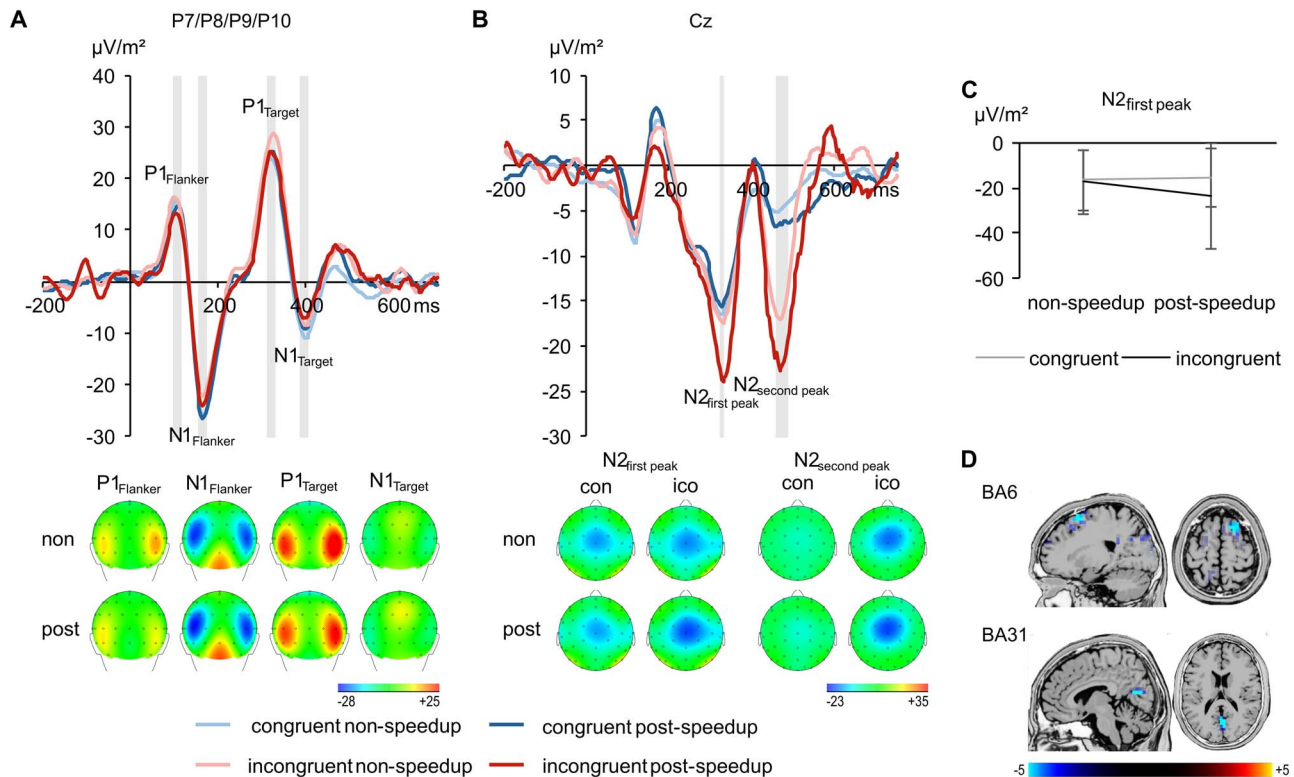 A
P7/P8/P9/P10
µV/m²
40
30
20
10
-10
-20
-30
-200
200
400
600 ms
P1Flanker
P1Target
N1Target
N1Flanker
P1Flanker N1Flanker P1Target N1Target
non
post
-28 +25
B
Cz
µV/m²
10
5
-5
-10
-15
-20
-25
-30
-200
200
400
600 ms
N2first peak
N2second peak
N2first peak N2second peak
con ico con ico
non
post
-23 +35
congruent non-speedup
congruent post-speedup
incongruent non-speedup
incongruent post-speedup
C
N2first peak
µV/m²
0
-20
-40
-60
non-speedup post-speedup
congruent incongruent
D
BA6
BA31
-5 +5